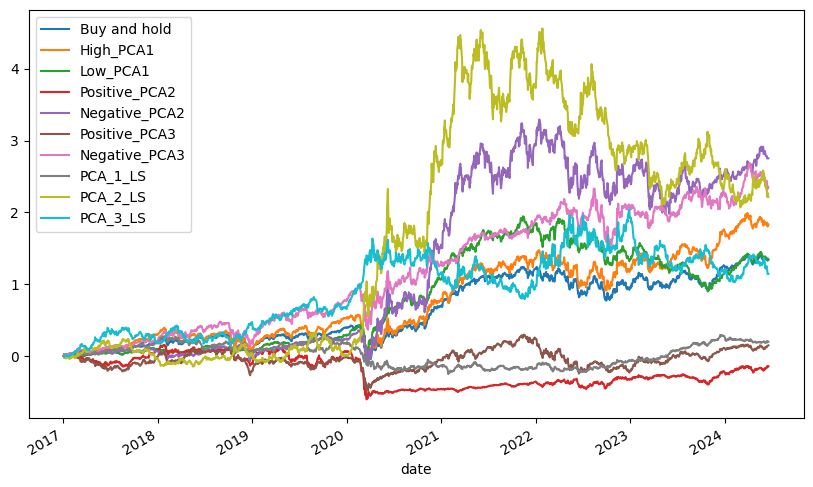 Buy and hold
High_PCA1
Low_PCA1
Positive_PCA2
Negative_PCA2
Positive_PCA3
Negative_PCA3
PCA_1_LS
PCA_2_LS
PCA_3_LS
4
3
2
1
0
2017
2018
2019
2020
2021
2022
2023
2024
date